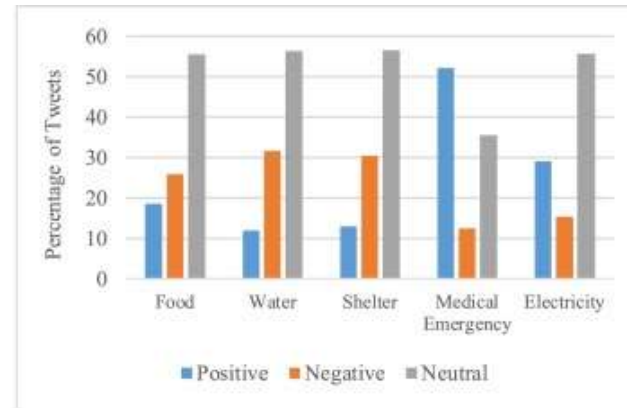 Percentage of Tweets
60
50
40
30
20
10
0
Food Water Shelter Medical Emergency Electricity
Positive Negative Neutral